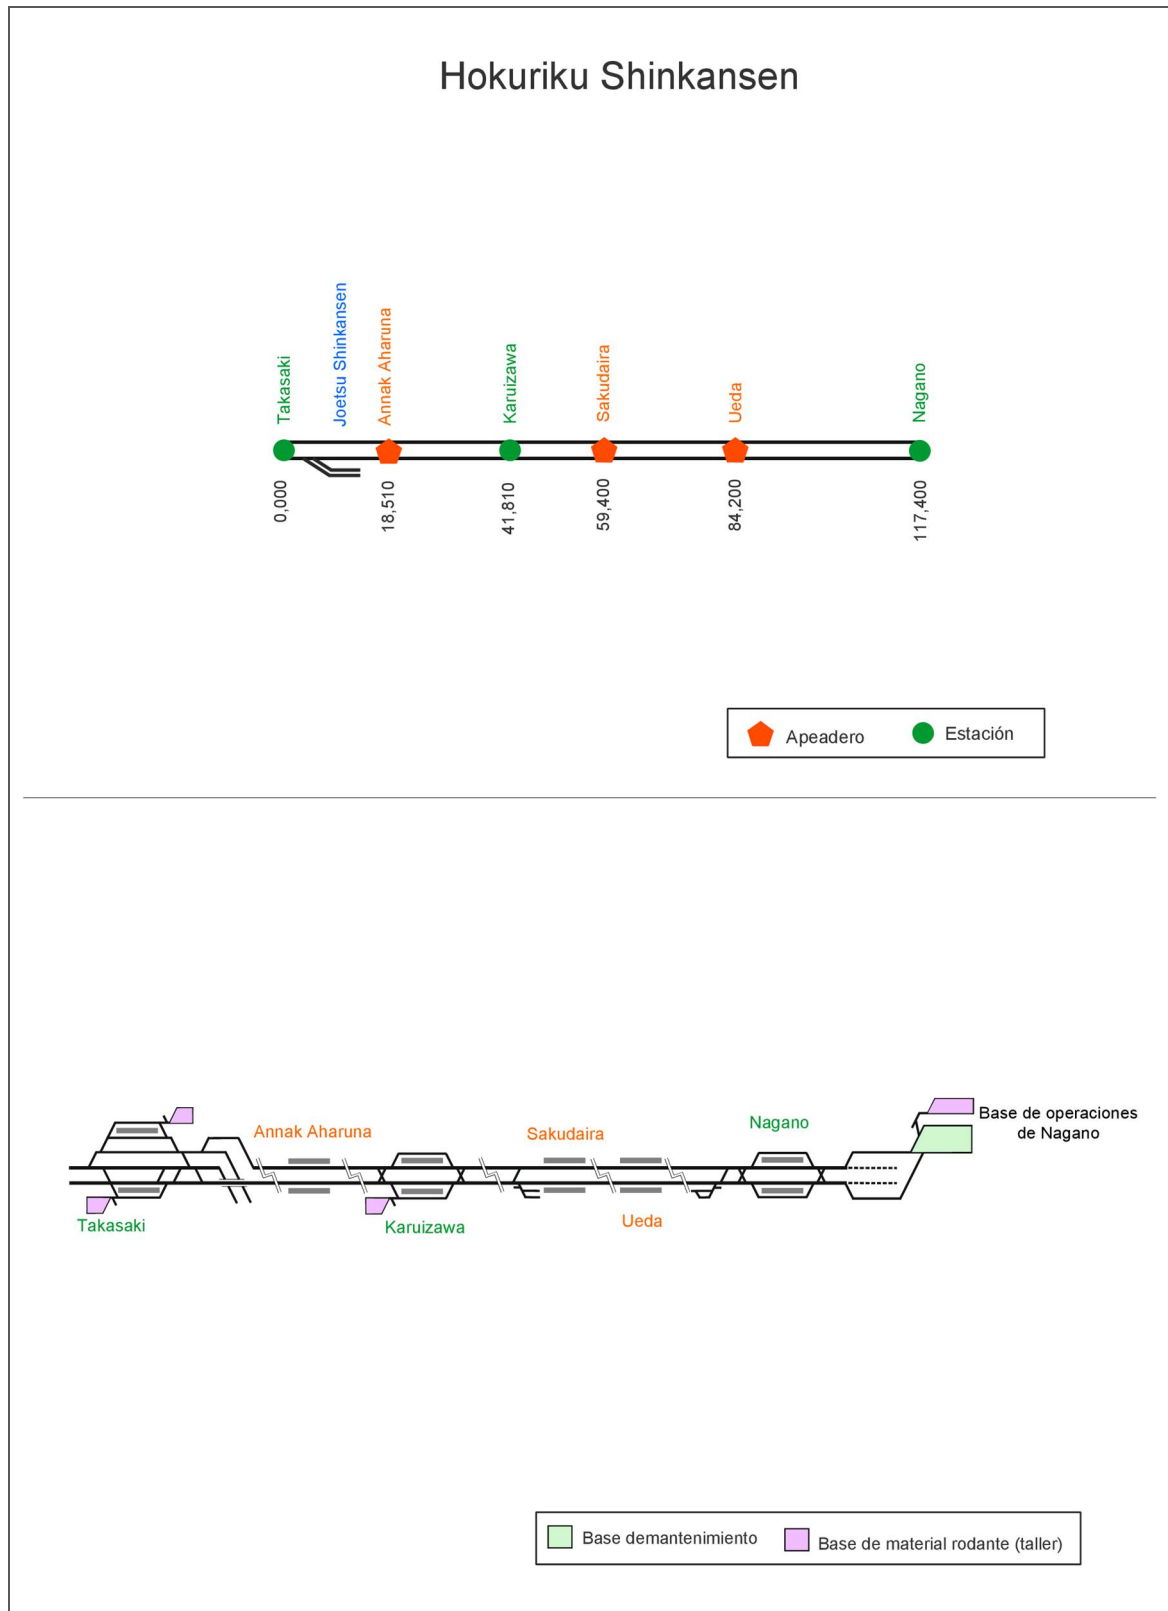 Hokuriku Shinkansen
Takasaki
Joetsu Shinkansen
Annak Aharuna
Karuizawa
Sakudaira
Ueda
Nagano
0,000
18,510
41,810
59,400
84,200
117,400
Apeadero
Estación
Annak Aharuna
Sakudaira
Nagano
Base de operaciones
de Nagano
Takasaki
Karuizawa
Ueda
Base demantenimiento
Base de material rodante (taller)